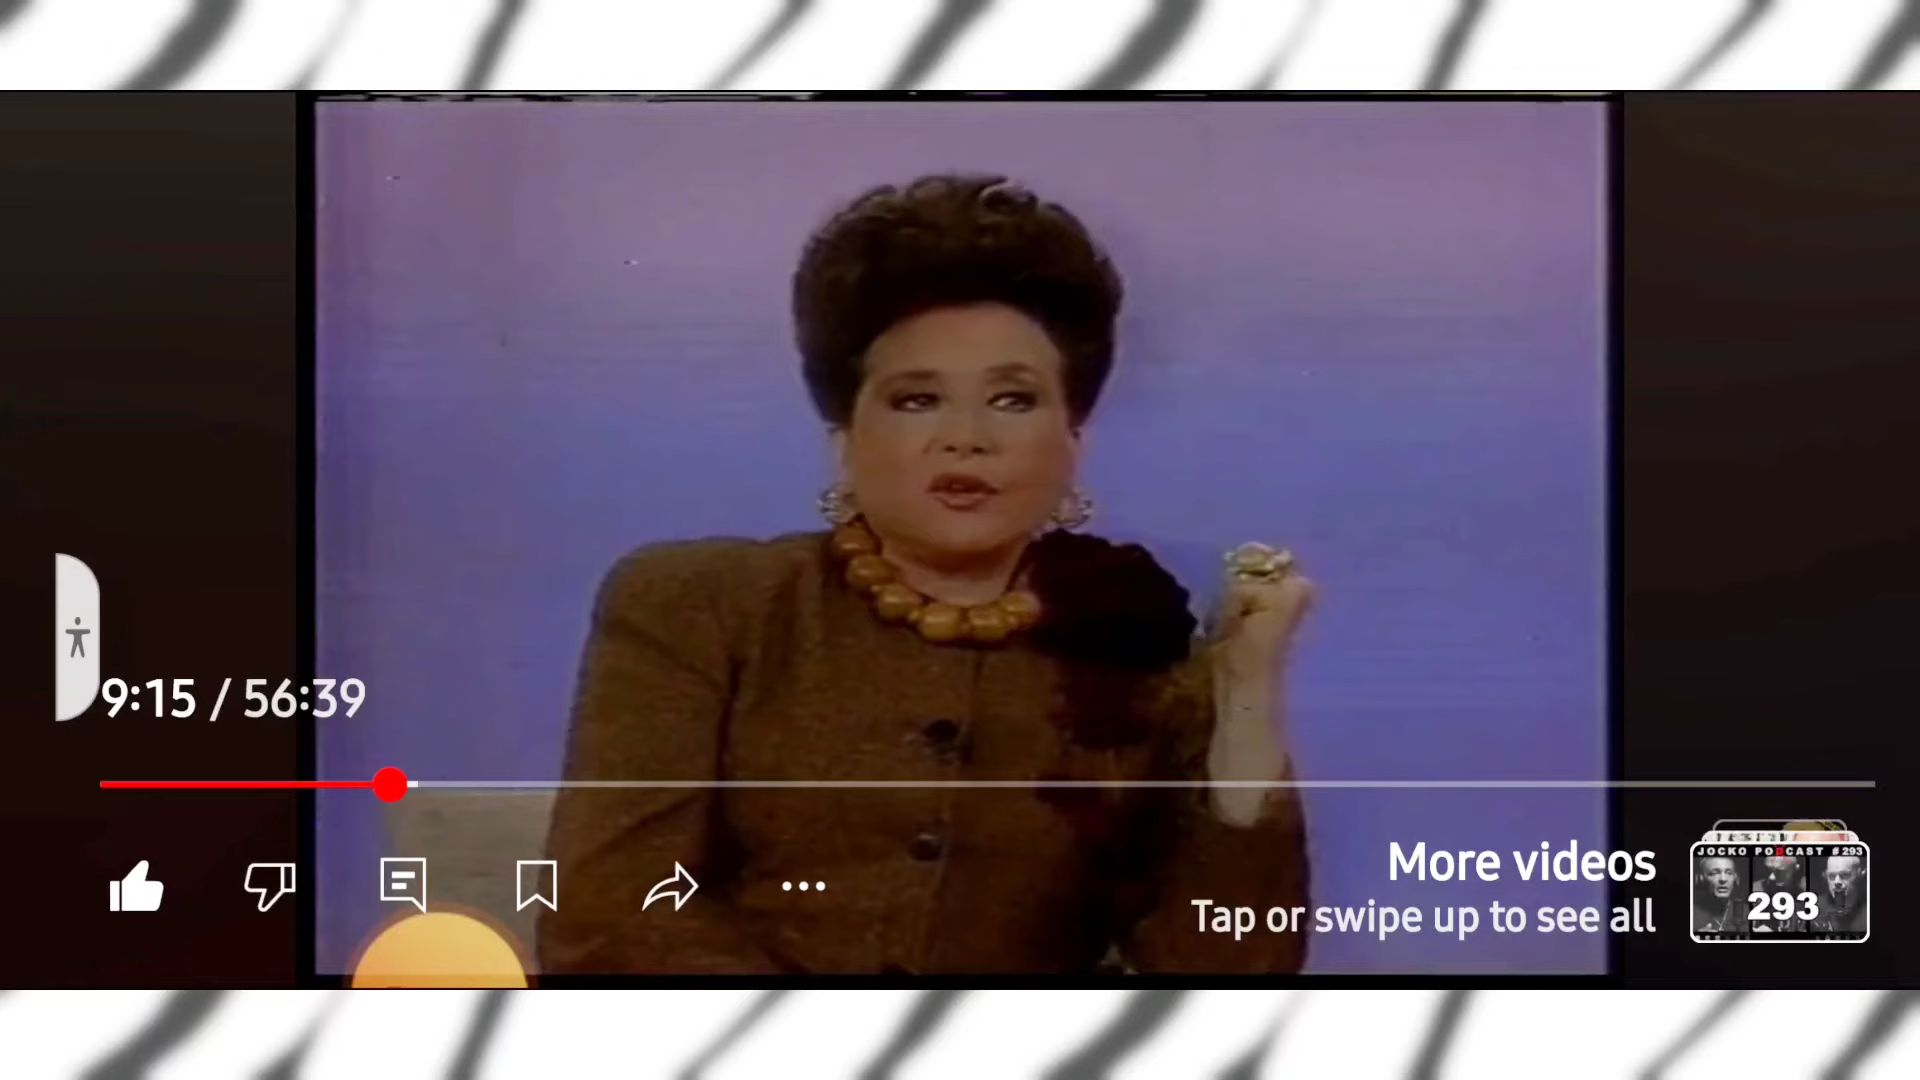 9:15 / 56:39
More videos
Tap or swipe up to see all
JOCKO PODCAST #293
293